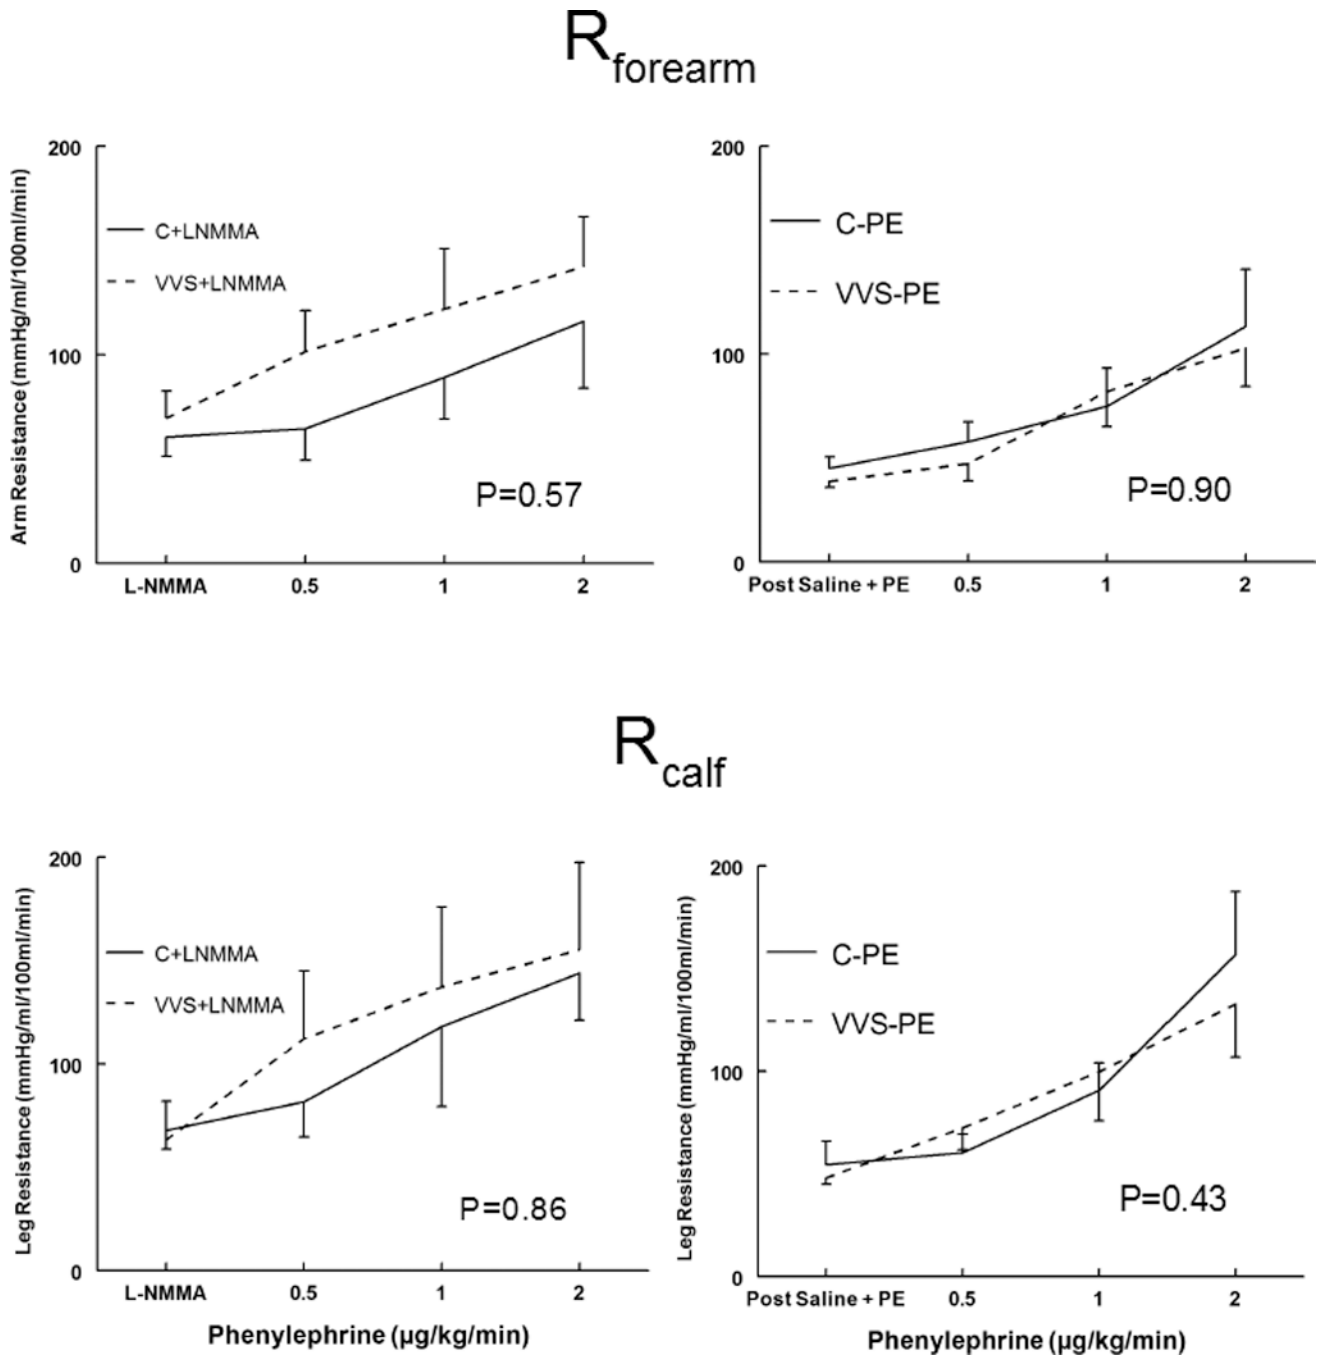 R forearm
Arm Resistance (mmHg/ml/100ml/min)
200
100
0
C+LNMMA
VVS+LNMMA
P=0.57
L-NMMA 0.5 1 2
200
100
0
C-PE
VVS-PE
P=0.90
Post Saline + PE 0.5 1 2
R calf
Leg Resistance (mmHg/ml/100ml/min)
200
100
0
C+LNMMA
VVS+LNMMA
P=0.86
L-NMMA 0.5 1 2
Phenylephrine (µg/kg/min)
Leg Resistance (mmHg/ml/100ml/min)
200
100
0
C-PE
VVS-PE
P=0.43
Post Saline + PE 0.5 1 2
Phenylephrine (µg/kg/min)